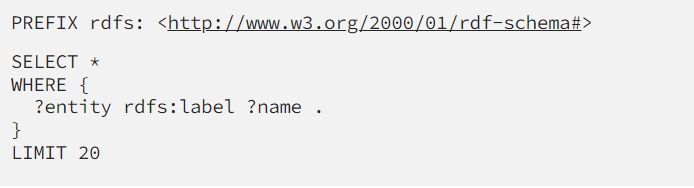 PREFIX rdfs: <http://www.w3.org/2000/01/rdf-schema#>
SELECT *
WHERE {
?entity rdfs:label ?name .
}
LIMIT 20